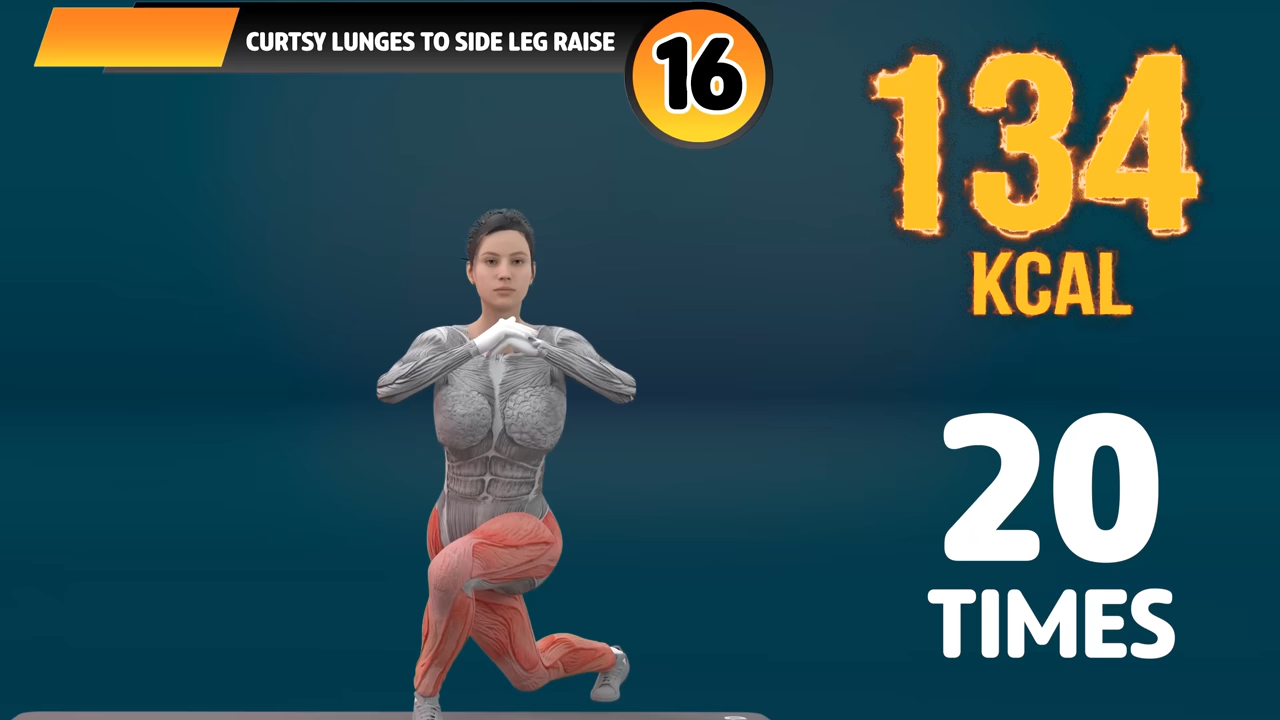 CURTSY LUNGES TO SIDE LEG RAISE
16
134
KCAL
20
TIMES